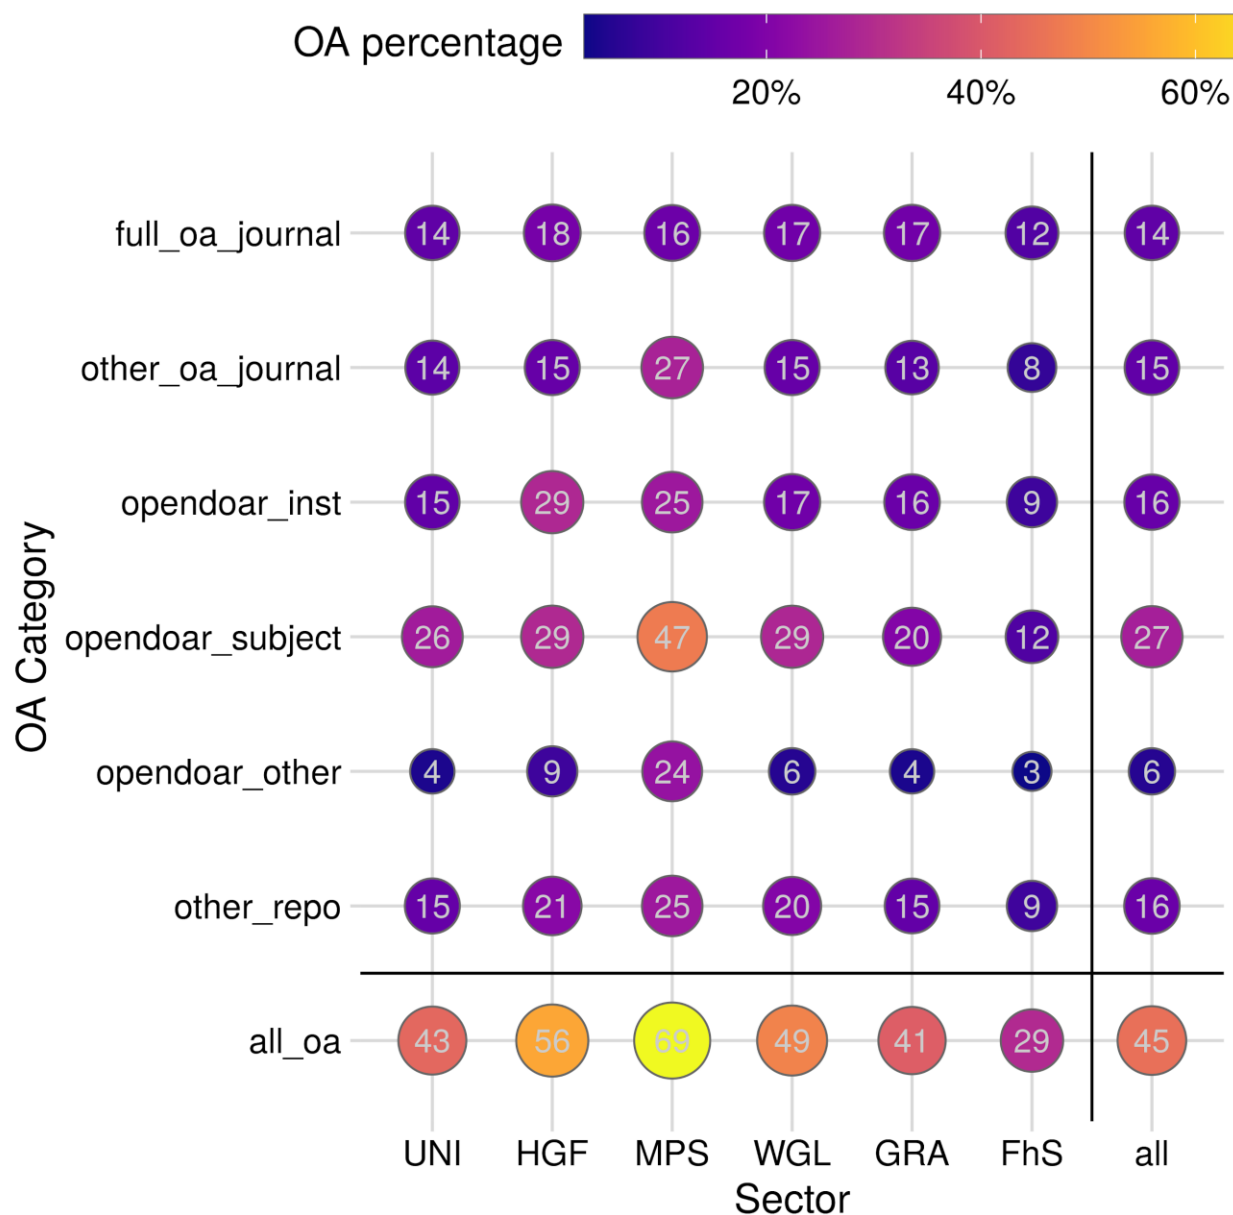 OA percentage
20% 40% 60%
full_oa_journal 14 18 16 17 17 12 14
other_oa_journal 14 15 27 15 13 8 15
opendoar_inst 15 29 25 17 16 9 16
opendoar_subject 26 29 47 29 20 12 27
opendoar_other 4 9 24 6 4 3 6
other_repo 15 21 25 20 15 9 16
all_oa 43 56 69 49 41 29 45
OA Category
UNI HGF MPS WGL GRA FhS all
Sector